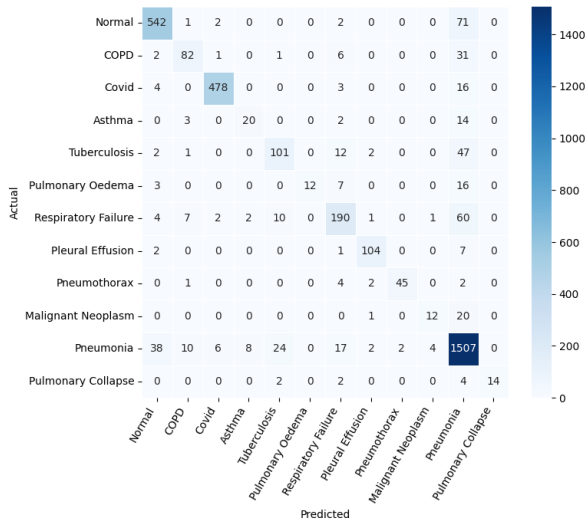 Normal 542 1 2 0 0 0 2 0 0 0 71 0
COPD 2 82 1 0 1 0 6 0 0 0 31 0
Covid 4 0 478 0 0 0 3 0 0 0 16 0
Asthma 0 3 0 20 0 0 2 0 0 0 14 0
Tuberculosis 2 1 0 0 101 0 12 2 0 0 47 0
Pulmonary Oedema 3 0 0 0 0 12 7 0 0 0 16 0
Respiratory Failure 4 7 2 2 10 0 190 1 0 1 60 0
Pleural Effusion 2 0 0 0 0 0 1 104 0 0 7 0
Pneumothorax 0 1 0 0 0 0 4 2 45 0 2 0
Malignant Neoplasm 0 0 0 0 0 0 0 1 0 12 20 0
Pneumonia 38 10 6 8 24 0 17 2 2 4 1507 0
Pulmonary Collapse 0 0 0 0 2 0 2 0 0 0 4 14
Actual
Normal
COPD
Covid
Asthma
Tuberculosis
Pulmonary Oedema
Respiratory Failure
Pleural Effusion
Pneumothorax
Malignant Neoplasm
Pneumonia
Pulmonary Collapse
Predicted
1400
1200
1000
800
600
400
200
0